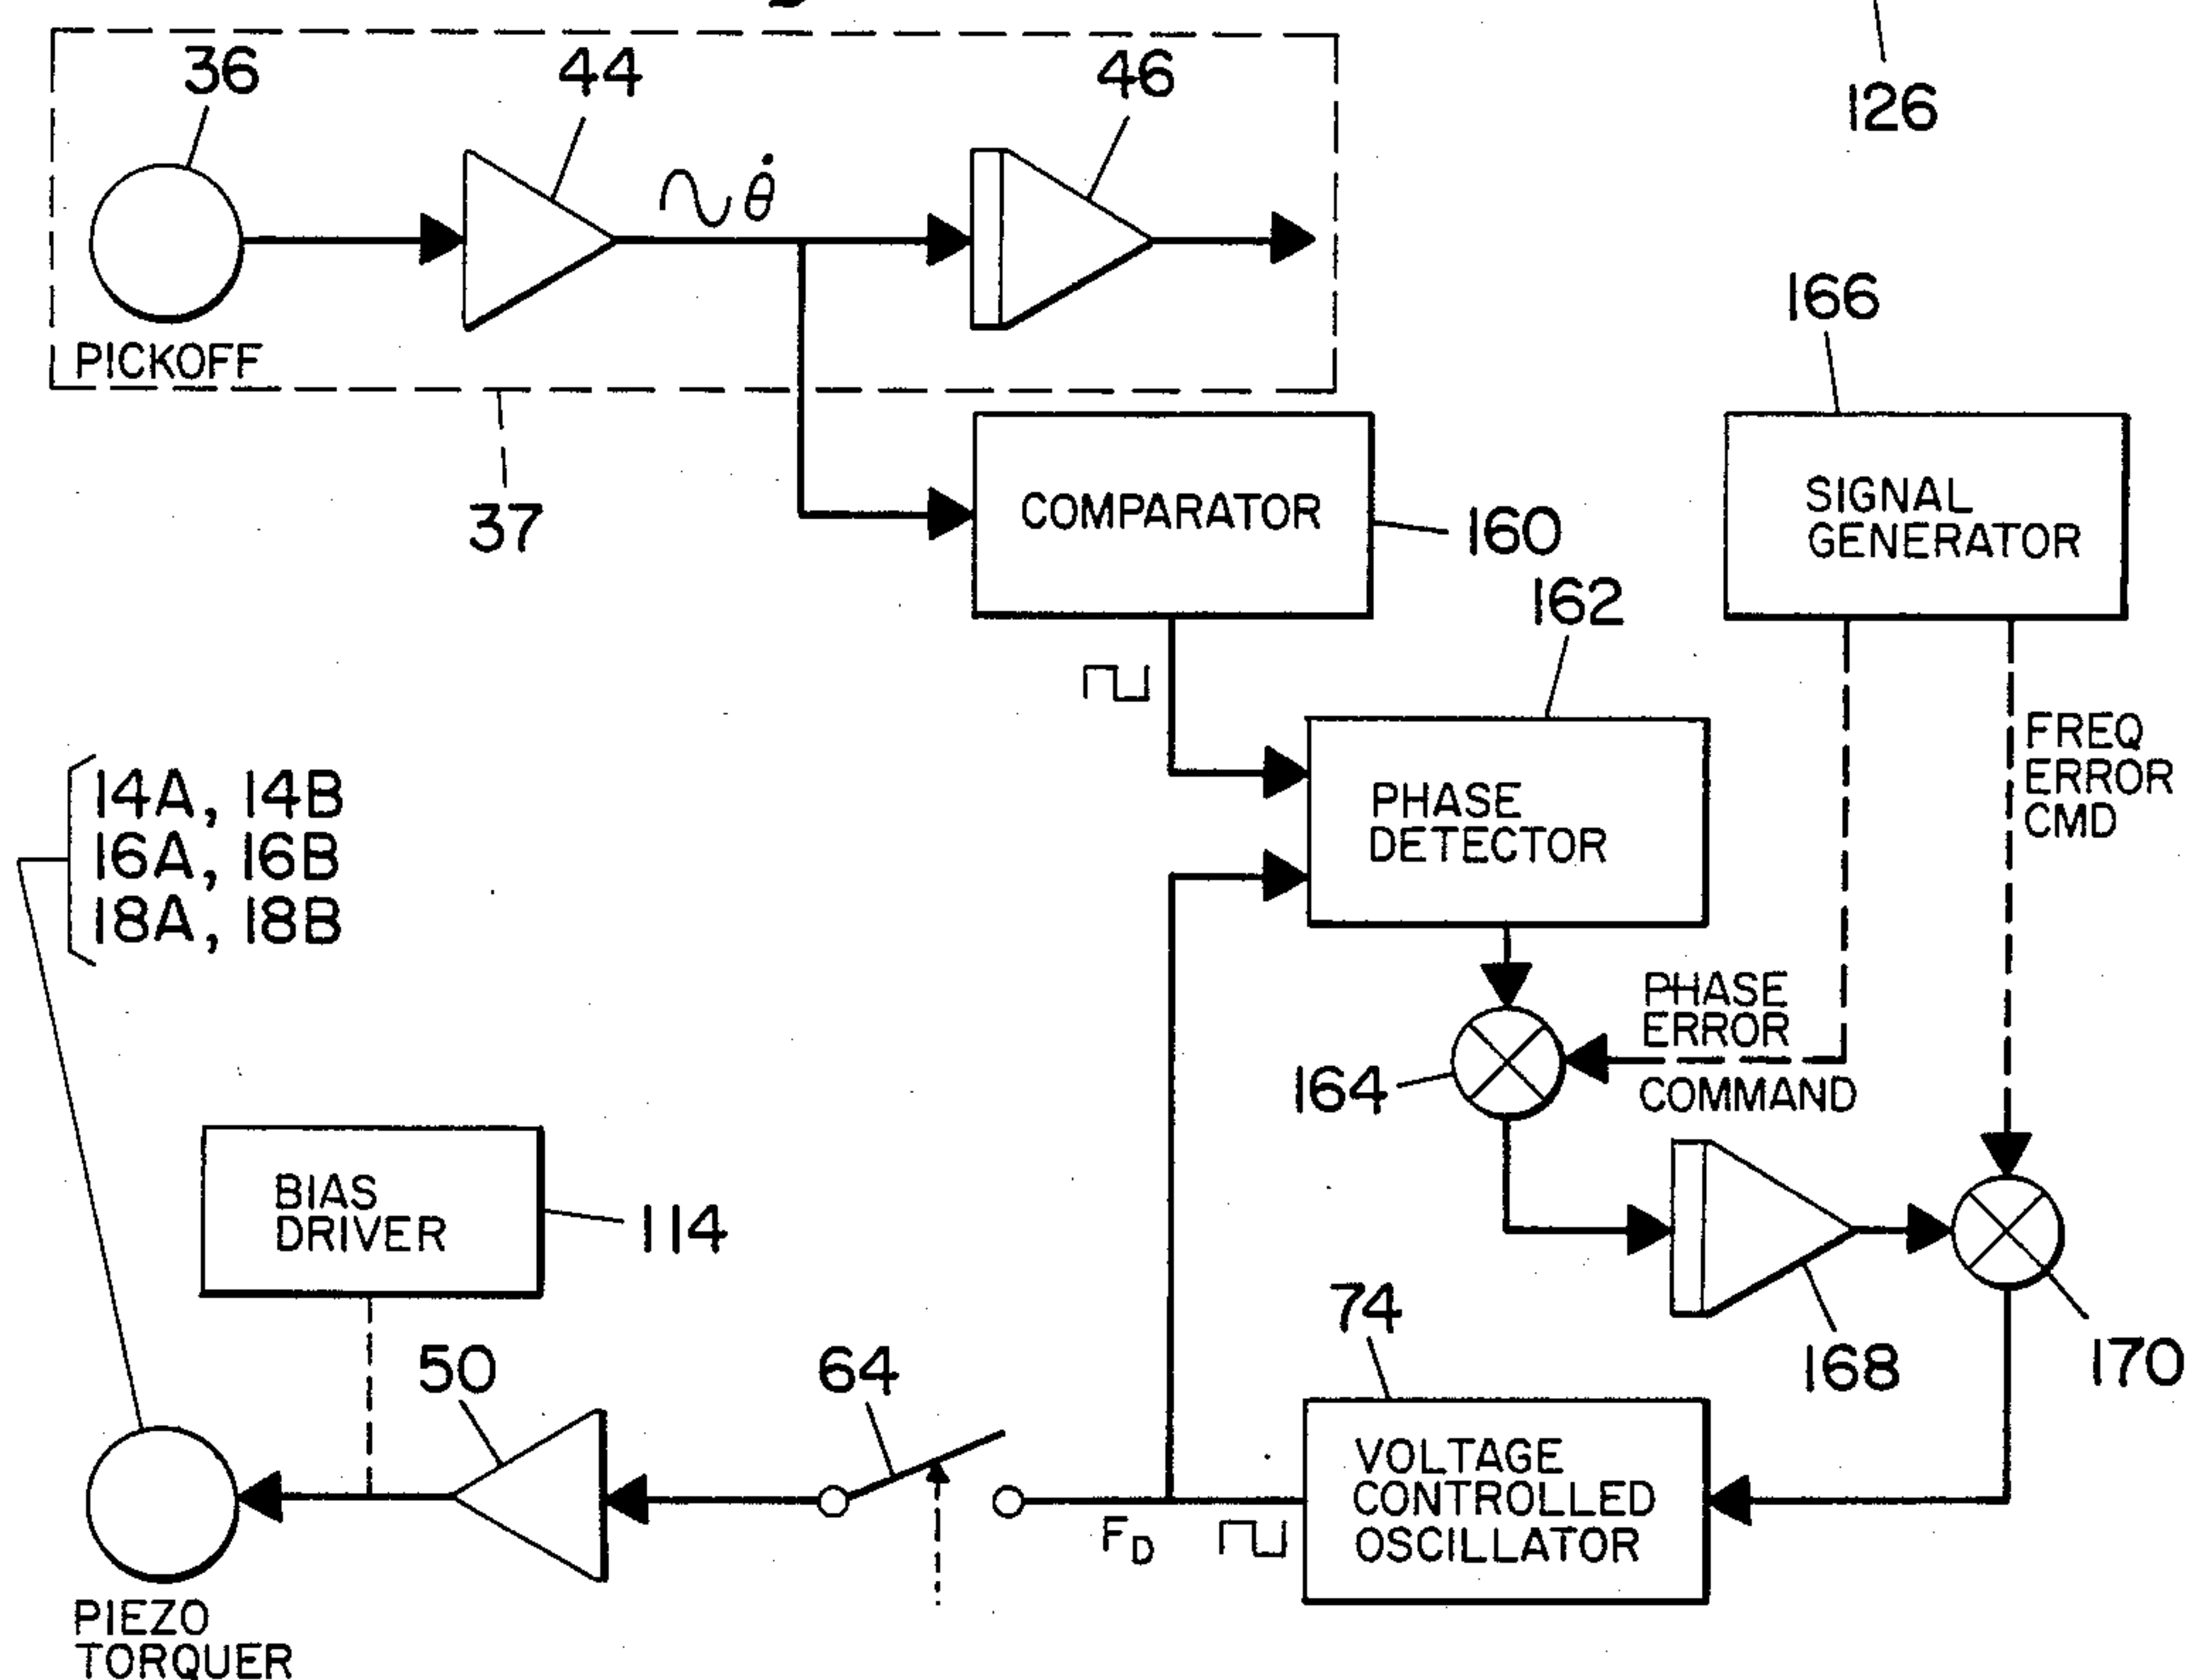 36
44
46
126
θ̇
PICKOFF
37
166
COMPARATOR
160
SIGNAL
GENERATOR
162
FREQ
ERROR
CMD
PHASE
DETECTOR
14A, 14B
16A, 16B
18A, 18B
PHASE
ERROR
COMMAND
164
BIAS
DRIVER
114
168
170
74
50
64
VOLTAGE
CONTROLLED
OSCILLATOR
FD
PIEZO
TORQUER